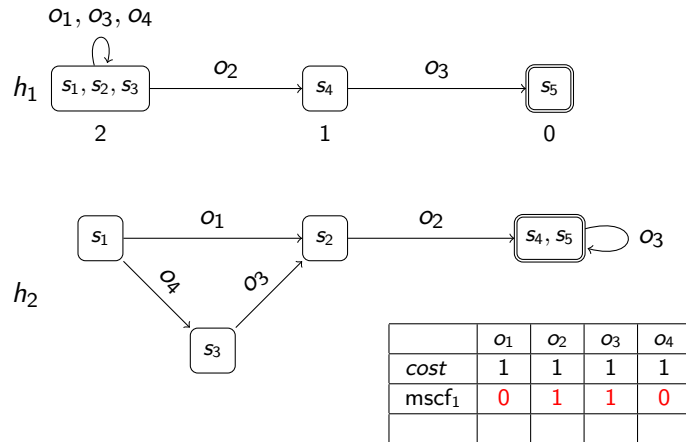 o₁, o₃, o₄
h₁ s₁, s₂, s₃ o₂ s₄ o₃ s₅
2 1 0
s₁ o₁ s₂ o₂ s₄, s₅ o₃
h₂ o₄ o₃
s₃
o₁ o₂ o₃ o₄
cost 1 1 1 1
mscf₁ 0 1 1 0